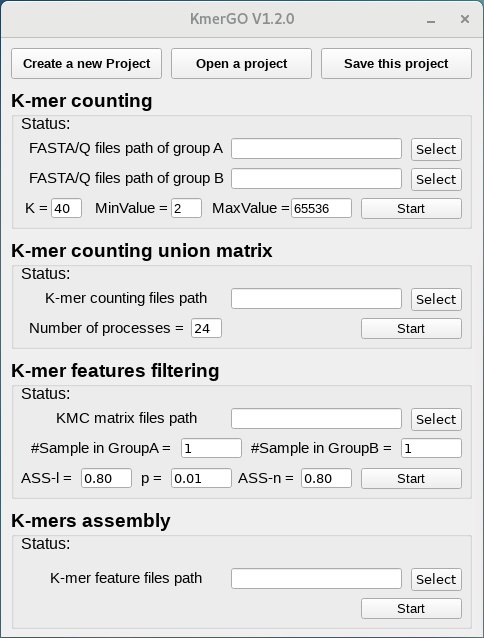 KmerGO V1.2.0
Create a new Project Open a project Save this project
K-mer counting
Status:
FASTA/Q files path of group A Select
FASTA/Q files path of group B Select
K = 40 MinValue = 2 MaxValue = 65536 Start
K-mer counting union matrix
Status:
K-mer counting files path Select
Number of processes = 24 Start
K-mer features filtering
Status:
KMC matrix files path Select
#Sample in GroupA = 1 #Sample in GroupB = 1
ASS-l = 0.80 p = 0.01 ASS-n = 0.80 Start
K-mers assembly
Status:
K-mer feature files path Select
Start